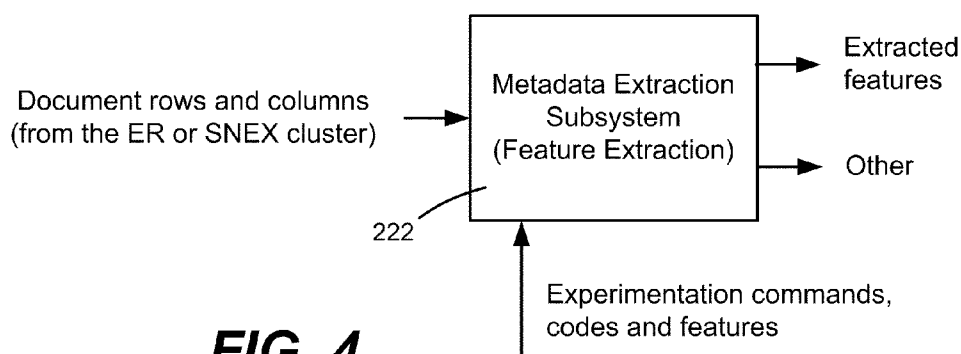 Extracted
features
Document rows and columns
(from the ER or SNEX cluster)
Metadata Extraction
Subsystem
(Feature Extraction)
Other
222
Experimentation commands,
codes and features
FIG. 4